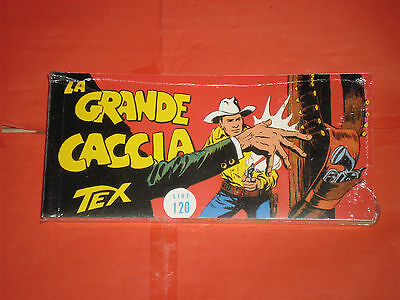 LA
GRANDE
CACCIA
TEX
LIRE
120